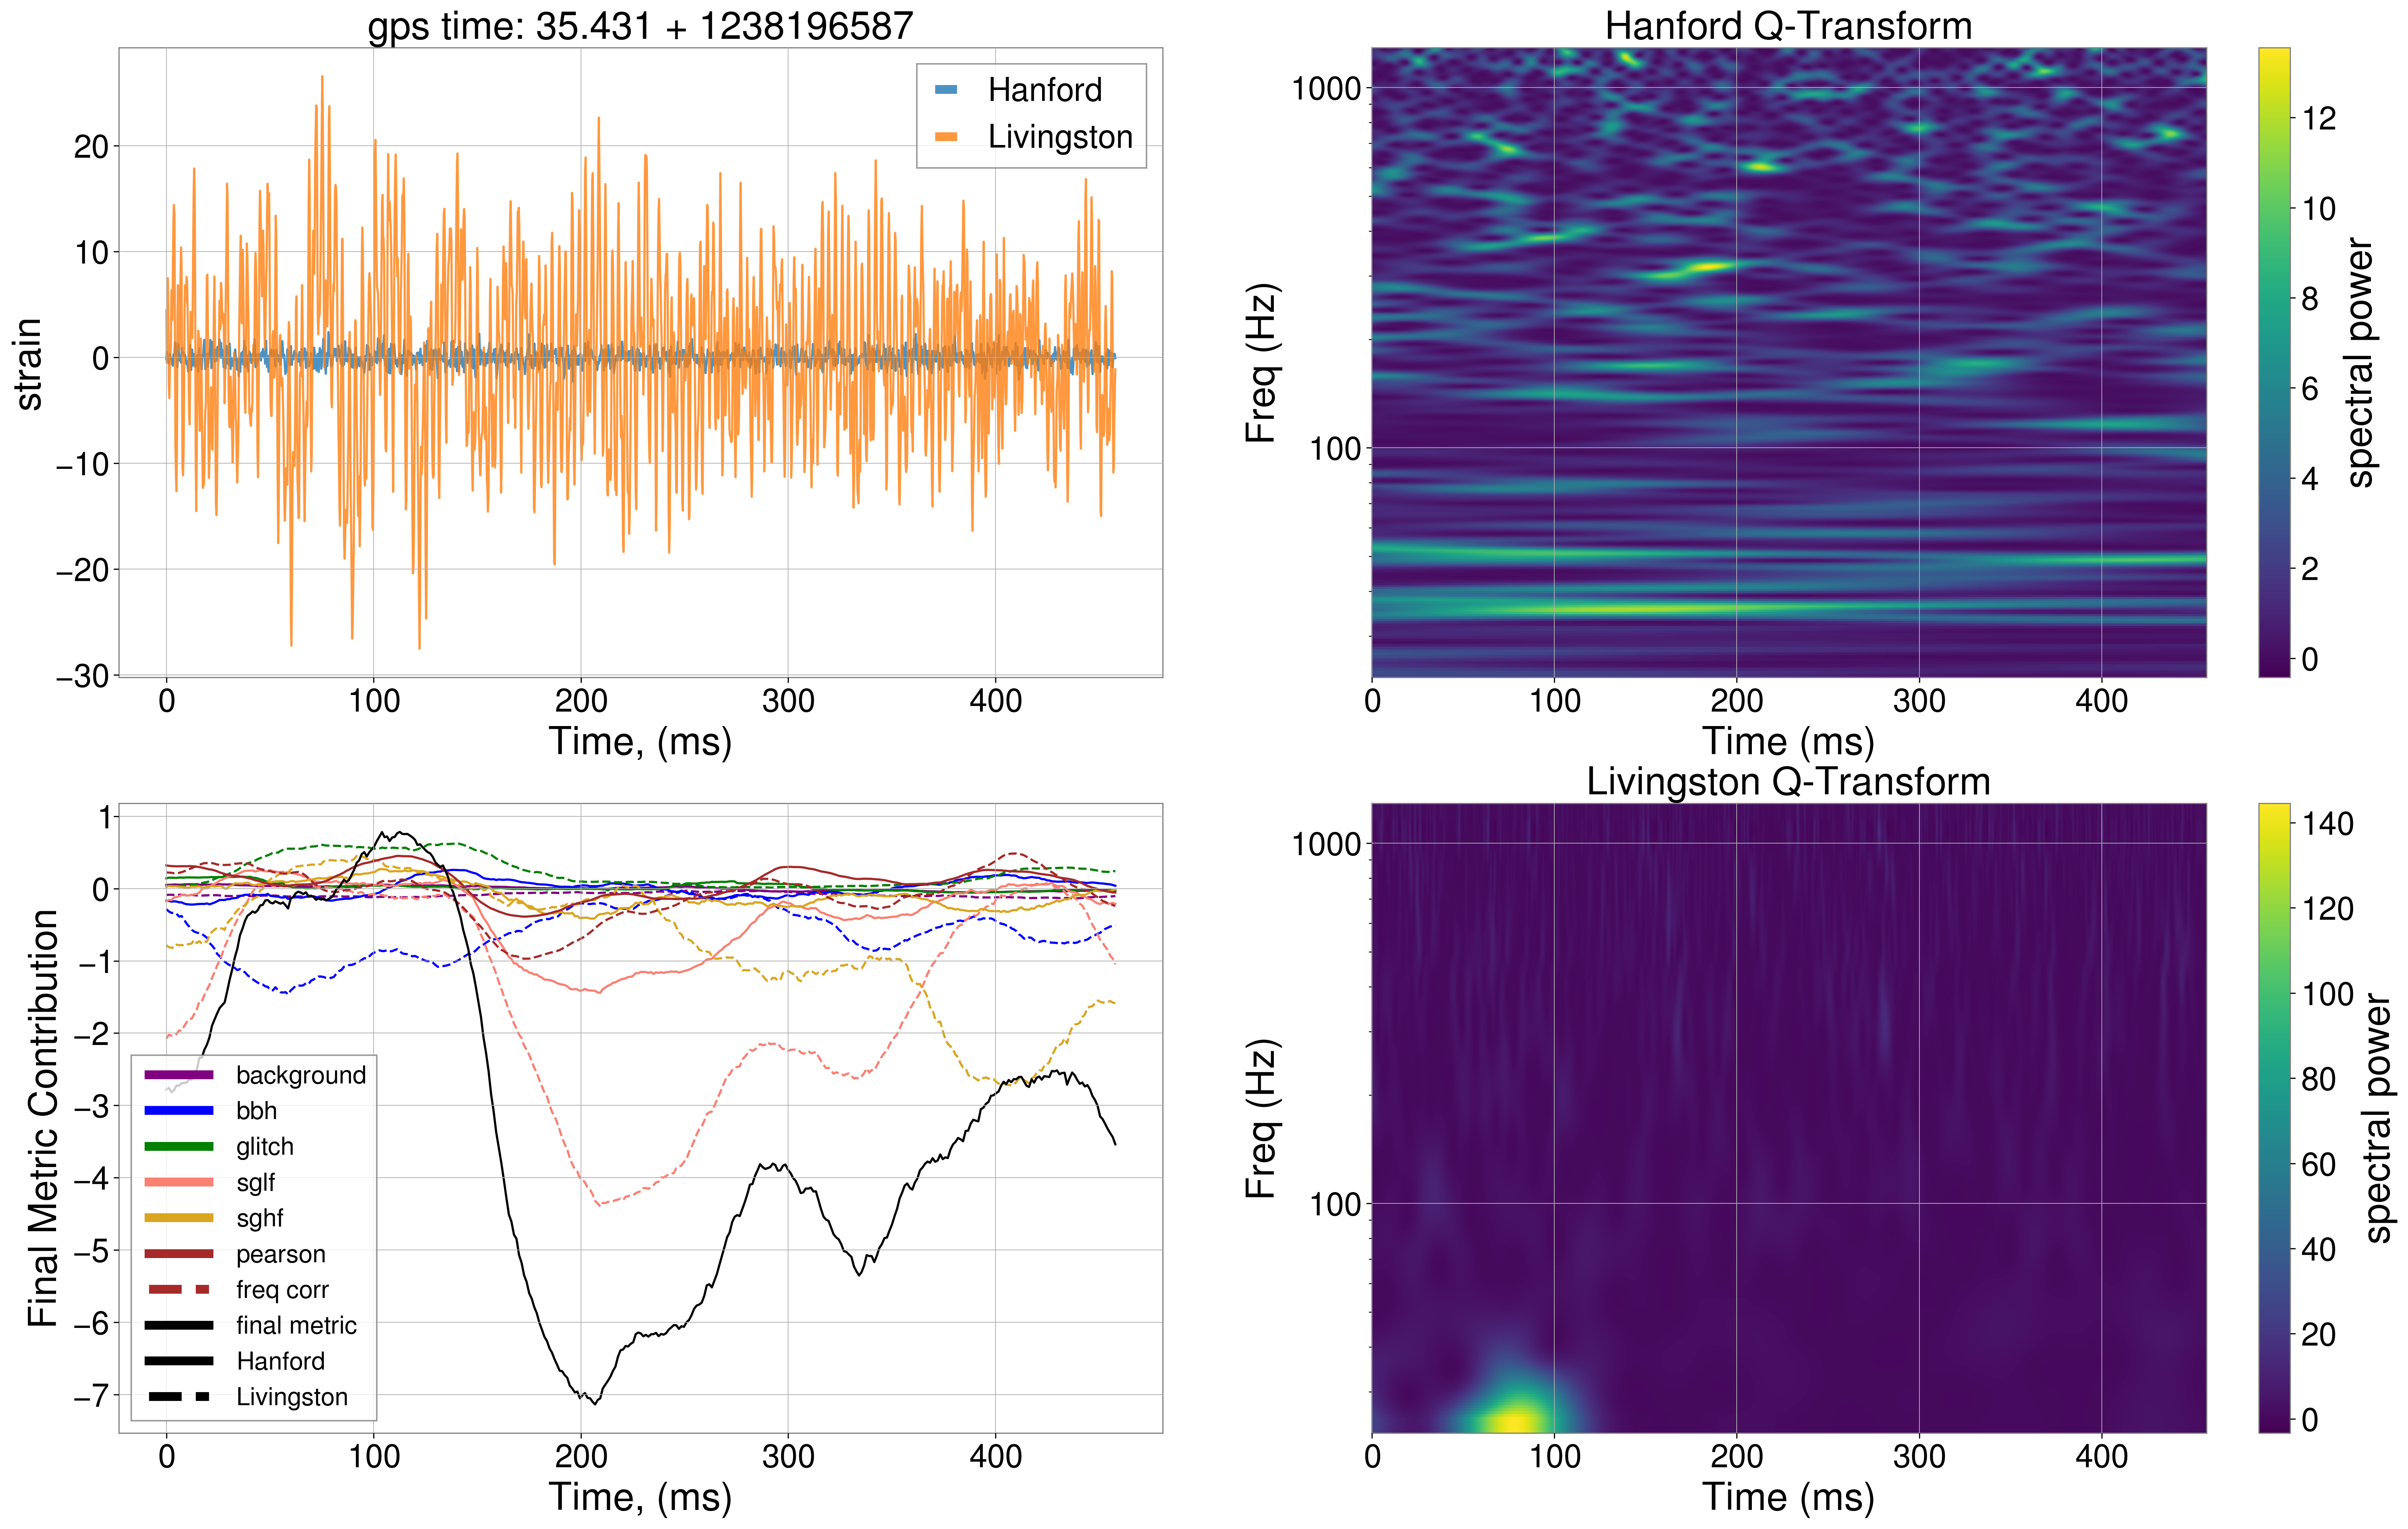 gps time: 35.431 + 1238196587
Hanford
Livingston
strain
20
10
0
−10
−20
−30
0 100 200 300 400
Time, (ms)
Hanford Q-Transform
Freq (Hz)
1000
100
0 100 200 300 400
Time (ms)
12
10
8
6
4
2
0
spectral power
Final Metric Contribution
1
0
−1
−2
−3
−4
−5
−6
−7
background
bbh
glitch
sglf
sghf
pearson
freq corr
final metric
Hanford
Livingston
0 100 200 300 400
Time, (ms)
Livingston Q-Transform
Freq (Hz)
1000
100
0 100 200 300 400
Time (ms)
140
120
100
80
60
40
20
0
spectral power